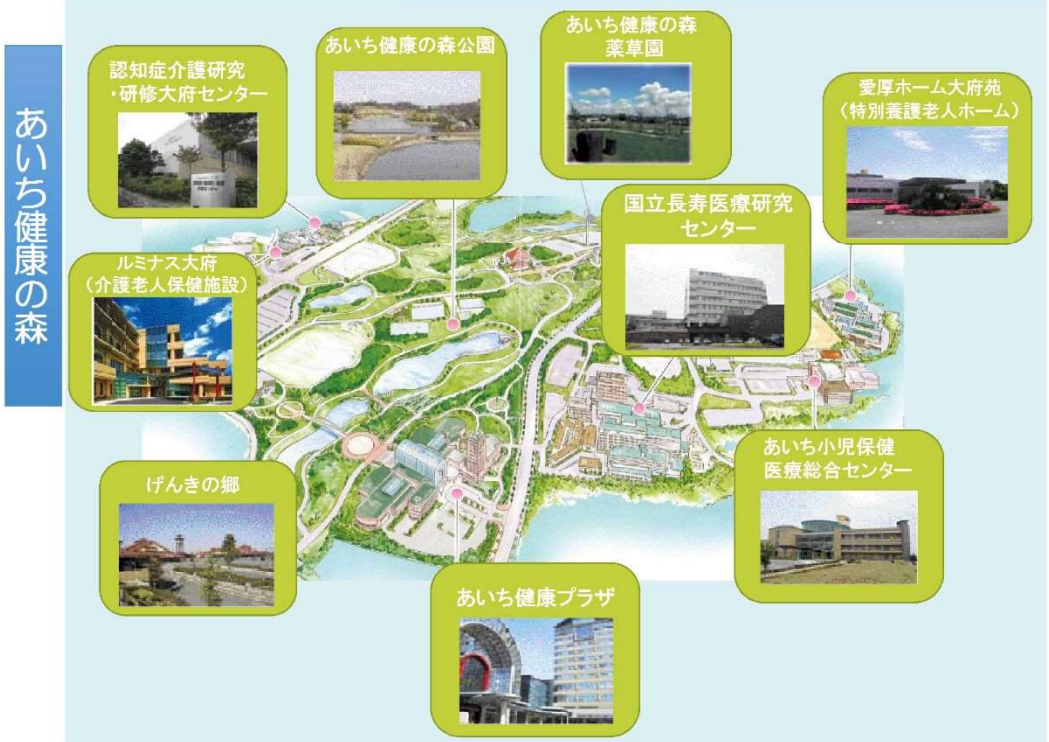 あいち健康の森
認知症介護研究
・研修大府センター
あいち健康の森公園
あいち健康の森
薬草園
愛厚ホーム大府苑
(特別養護老人ホーム)
国立長寿医療研究
センター
ルミナス大府
(介護老人保健施設)
あいち小児保健
医療総合センター
げんきの郷
あいち健康プラザ